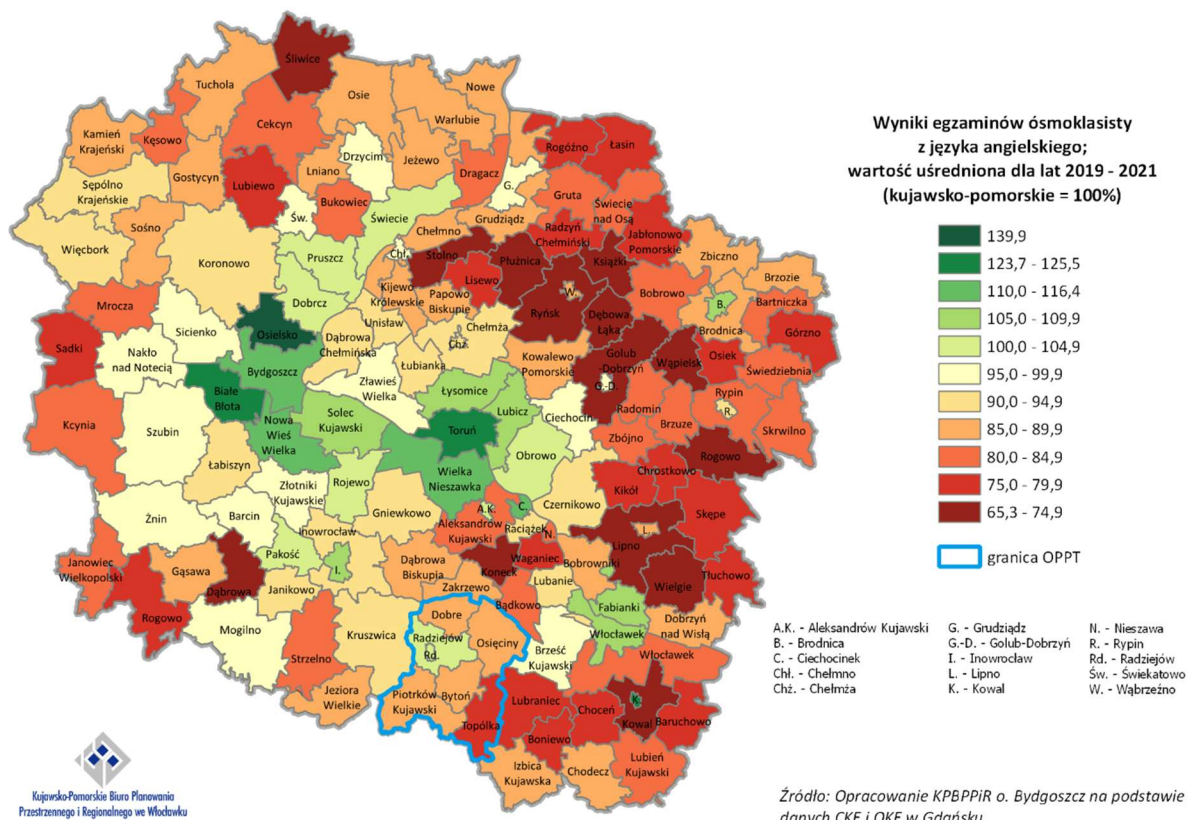 Wyniki egzaminów ósmoklasisty
z języka angielskiego;
wartość uśredniona dla lat 2019 - 2021
(kujawsko-pomorskie = 100%)
139,9
123,7 - 125,5
110,0 - 116,4
105,0 - 109,9
100,0 - 104,9
95,0 - 99,9
90,0 - 94,9
85,0 - 89,9
80,0 - 84,9
75,0 - 79,9
65,3 - 74,9
granica OPPT
A.K. - Aleksandrów Kujawski
B. - Brodnica
C. - Ciechocinek
Chł. - Chełmno
Chż. - Chełmża
G. - Grudziądz
G.-D. - Golub-Dobrzyń
I. - Inowrocław
L. - Lipno
K. - Kowal
N. - Nieszawa
R. - Rypin
Rd. - Radziejów
Św. - Świekatowo
W. - Wąbrzeźno
Śliwice
Tuchola
Osie
Nowe
Warlubie
Cekcyn
Kamień
Krajeński
Kęsowo
Drzycim
Jeżewo
Rogóźno
Łasin
Gostycyn
Lubiewo
Lniano
Dragacz
G.
Sępólno
Krajeńskie
Bukowiec
Św.
Świecie
Gruta
Świecie
nad Osą
Sośno
Grudziądz
Chełmno
Radzyń
Chełmiński
Jabłonowo
Pomorskie
Więcbork
Koronowo
Pruszcz
Chł.
Stolno
Płużnica
Książki
Zbiczno
Brzozie
Kijewo
Królewskie
Lisewo
W.
Bobrowo
B.
Bartniczka
Mrocza
Dobrcz
Papowo
Biskupie
Ryńsk
Dębowa
Łąka
Brodnica
Górzno
Sicienko
Osielsko
Unisław
Chełmża
Chż.
Dąbrowa
Chełmińska
Sadki
Nakło
nad Notecią
Bydgoszcz
Łubianka
Kowalewo
Pomorskie
Golub
-Dobrzyń
G.-D.
Wąpielsk
Osiek
Świedziebnia
Białe
Błota
Zławieś
Wielka
Łysomice
Rypin
R.
Kcynia
Szubin
Nowa
Wieś
Wielka
Solec
Kujawski
Toruń
Lubicz
Ciechocin
Radomin
Brzuze
Skrwilno
Zbójno
Obrowo
Rogowo
Łabiszyn
Złotniki
Kujawskie
Rojewo
Wielka
Nieszawka
Chrostkowo
Kikół
Czernikowo
Skępe
Żnin
Barcin
Gniewkowo
A.K.
C.
Aleksandrów
Kujawski
Raciążek
N.
L.
Inowrocław
Lipno
Pakość
I.
Dąbrowa
Biskupia
Koneck
Waganiec
Bobrowniki
Wielgie
Tłuchowo
Janowiec
Wielkopolski
Gąsawa
Dąbrowa
Janikowo
Zakrzewo
Lubanie
Bądkowo
Fabianki
Dobrzyń
nad Wisłą
Rogowo
Mogilno
Strzelno
Kruszwica
Dobre
Radziejów
Rd.
Osięciny
Brześć
Kujawski
Włocławek
Włocławek
Jeziora
Wielkie
Piotrków
Kujawski
Bytoń
Topólka
Lubraniec
Choceń
K.
Kowal
Baruchowo
Boniewo
Izbica
Kujawska
Chodecz
Lubień
Kujawski
Kujawsko-Pomorskie Biuro Planowania
Przestrzennego i Regionalnego we Włocławku
Źródło: Opracowanie KPBPPiR o. Bydgoszcz na podstawie
danych CKE i OKE w Gdańsku